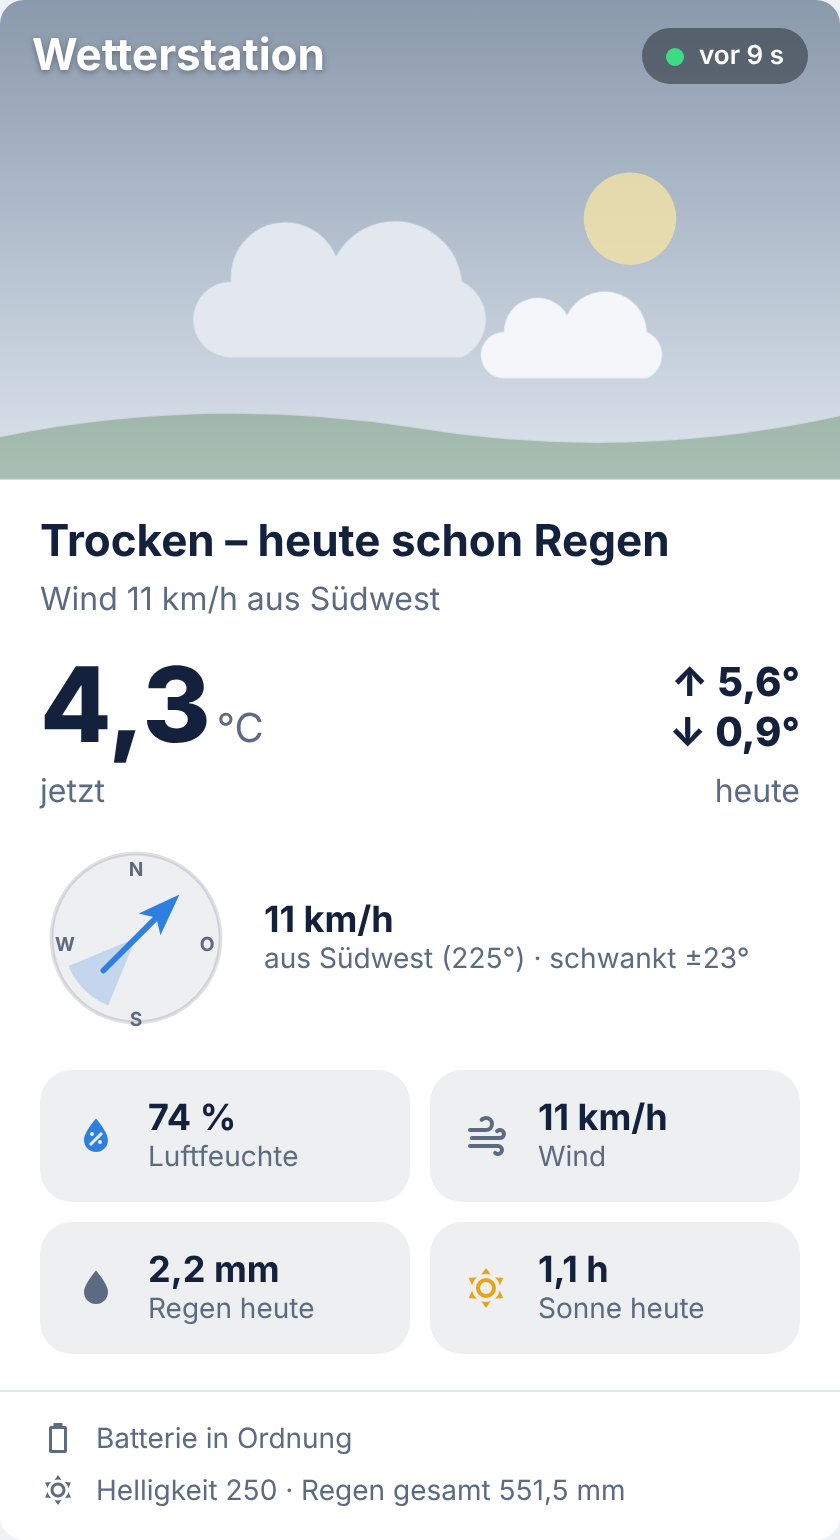 Wetterstation
vor 9 s
Trocken – heute schon Regen
Wind 11 km/h aus Südwest
4,3 °C
jetzt
↑ 5,6°
↓ 0,9°
heute
N
W
O
S
11 km/h
aus Südwest (225°) · schwankt ±23°
74 %
Luftfeuchte
11 km/h
Wind
2,2 mm
Regen heute
1,1 h
Sonne heute
Batterie in Ordnung
Helligkeit 250 · Regen gesamt 551,5 mm